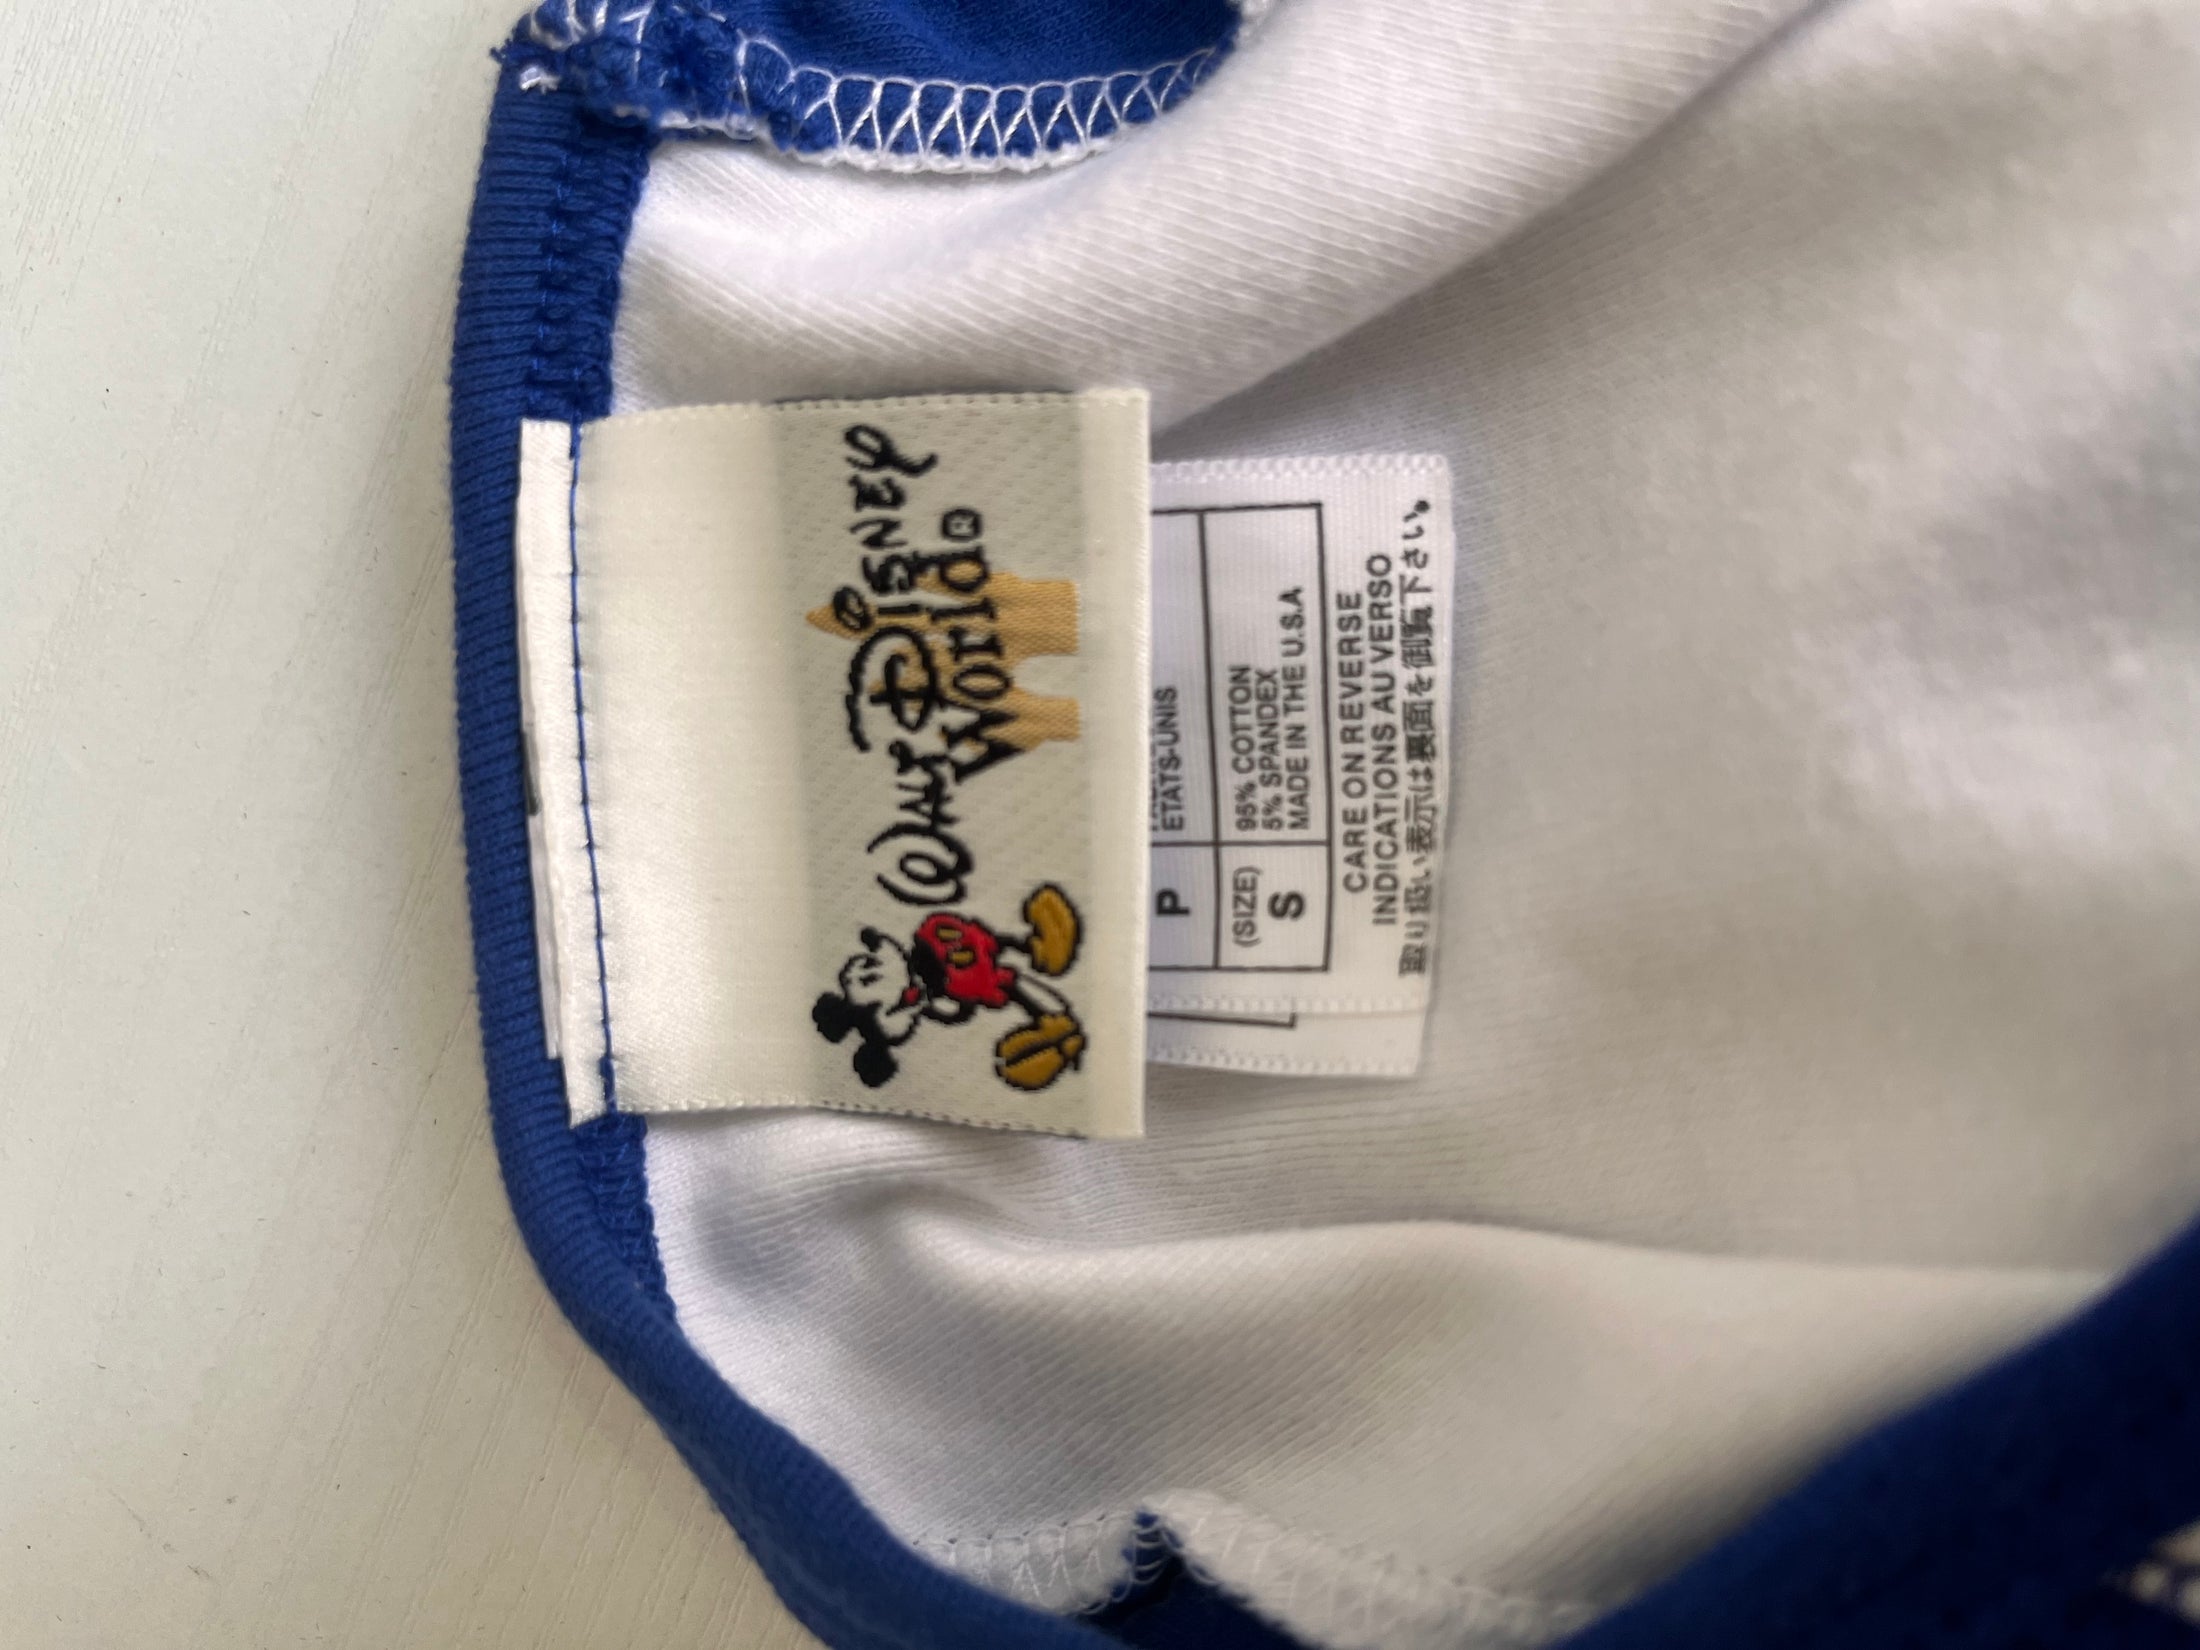 WALT DISNEY
World®
ETATS-UNIS
P
95% COTTON
5% SPANDEX
MADE IN THE U.S.A
(SIZE)
S
CARE ON REVERSE
INDICATIONS AU VERSO
取り扱い表示は裏面を御覧下さい。